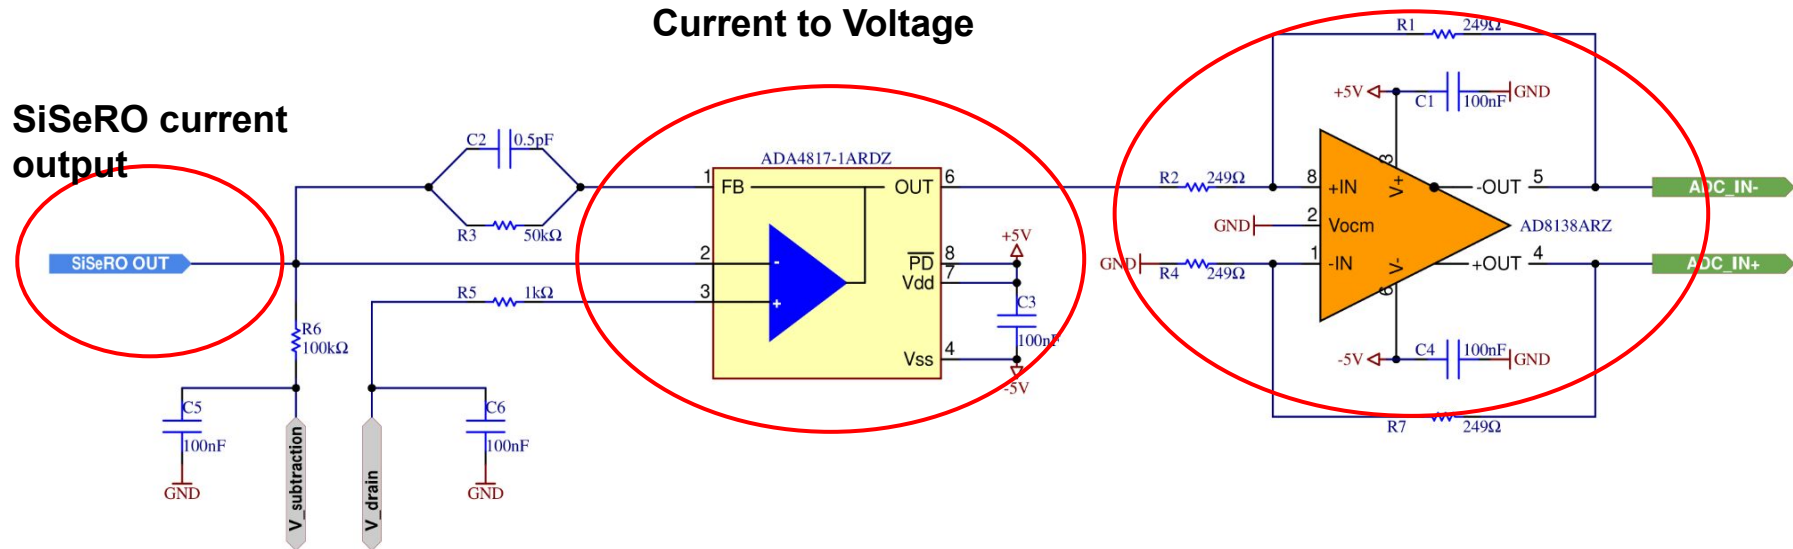 Current to Voltage
SiSeRO current
output
SiSeRO OUT
C2 0.5pF
R3 50kΩ
R5 1kΩ
R6
100kΩ
C5
100nF
GND
V_subtraction
V_drain
C6
100nF
GND
ADA4817-1ARDZ
1 FB OUT 6
2 -
3 +
PD 8
Vdd 7
Vss 4
+5V
C3
100nF
-5V
R1 249Ω
+5V C1 100nF GND
R2 249Ω
8 +IN V+ 3 -OUT 5
GND 2 Vocm
AD8138ARZ
GND R4 249Ω
1 -IN V- 6 +OUT 4
-5V C4 100nF GND
R7 249Ω
ADC_IN-
ADC_IN+